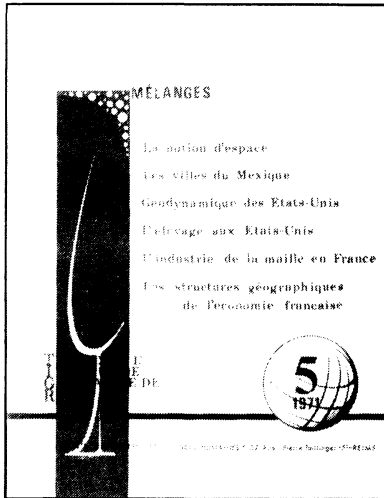 MÉLANGES
La notion d'espace
Les villes du Mexique
Géodynamique des Etats-Unis
L'élevage aux Etats-Unis
L'industrie de la maille en France
Les structures géographiques
de l'économie française
5
1971